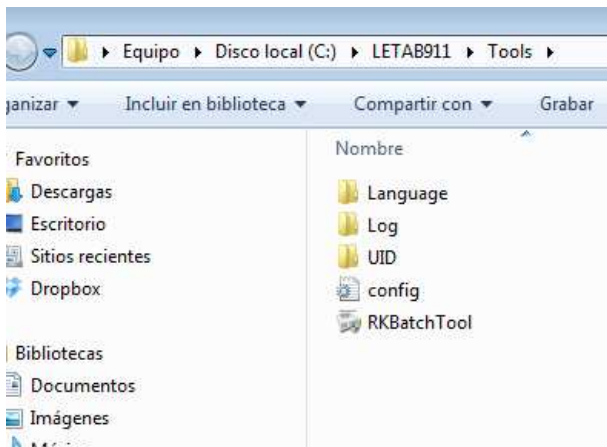 Equipo Disco local (C:) LETAB911 Tools
ganizar Incluir en biblioteca Compartir con Grabar
Favoritos
Descargas
Escritorio
Sitios recientes
Dropbox
Bibliotecas
Documentos
Imágenes
Nombre
Language
Log
UID
config
RKBatchTool